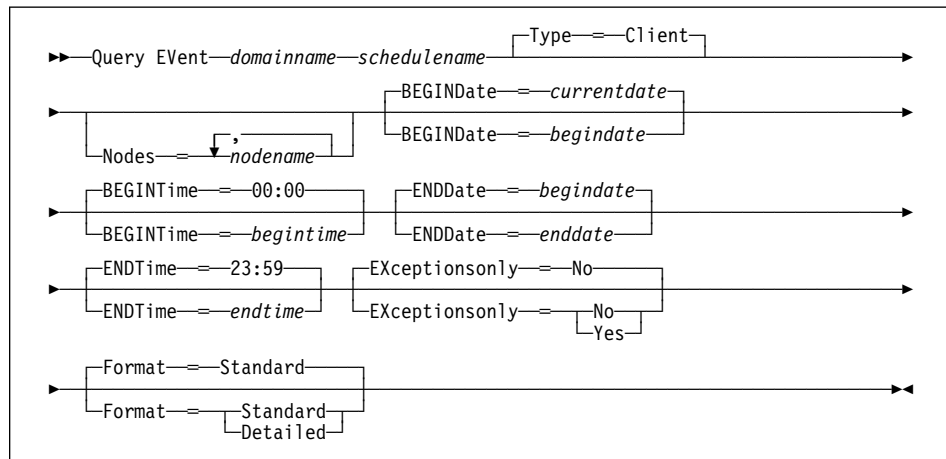 Type = Client
Query EVent domainname schedulename
BEGINDate = currentdate
Nodes = nodename
,
BEGINDate = begindate
BEGINTime = 00:00
ENDDate = begindate
BEGINTime = begintime
ENDDate = enddate
ENDTime = 23:59
EXceptionsonly = No
ENDTime = endtime
EXceptionsonly = No
Yes
Format = Standard
Format = Standard
Detailed